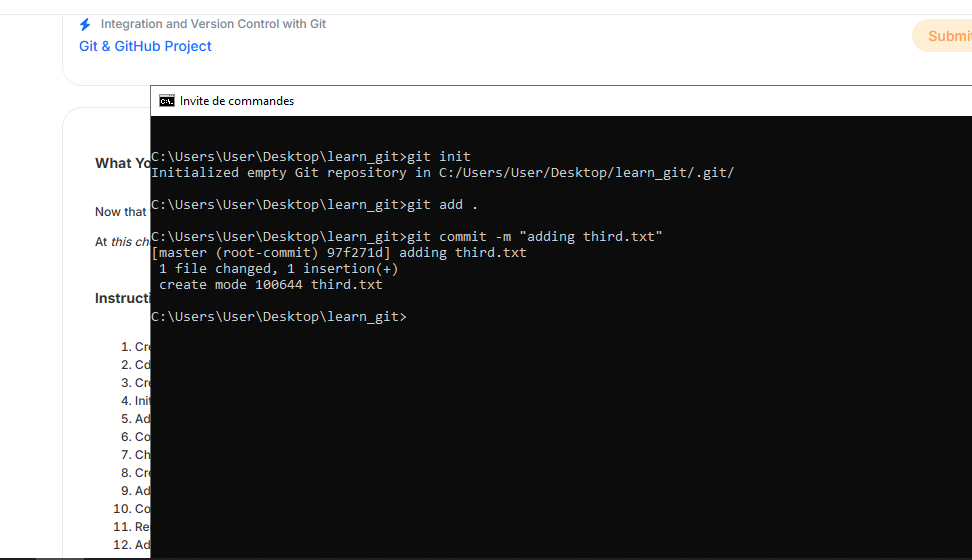 Integration and Version Control with Git
Git & GitHub Project
Submit
Invite de commandes
What Yo
Now that
At this ch
Instructi
1. Cre
2. Cd
3. Cre
4. Init
5. Ad
6. Co
7. Ch
8. Cre
9. Ad
10. Co
11. Re
12. Ad
C:\Users\User\Desktop\learn_git>git init
Initialized empty Git repository in C:/Users/User/Desktop/learn_git/.git/
C:\Users\User\Desktop\learn_git>git add .
C:\Users\User\Desktop\learn_git>git commit -m "adding third.txt"
[master (root-commit) 97f271d] adding third.txt
1 file changed, 1 insertion(+)
create mode 100644 third.txt
C:\Users\User\Desktop\learn_git>